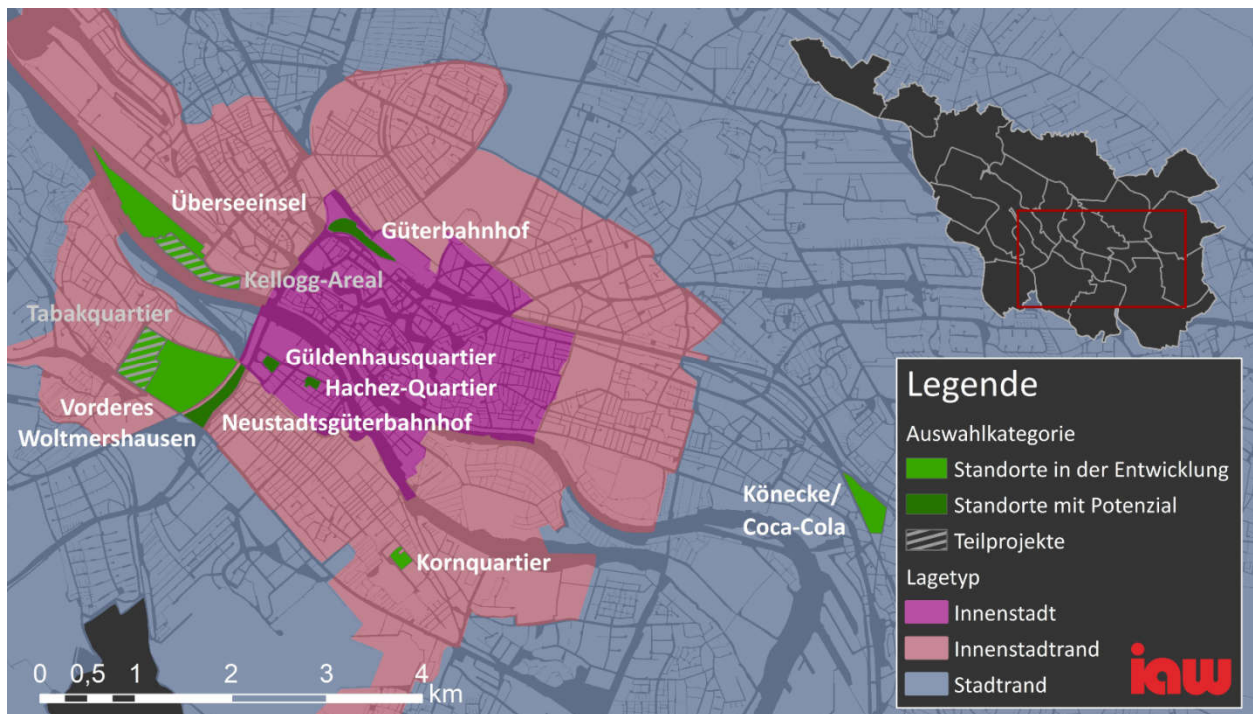 Überseeinsel
Güterbahnhof
Kellogg-Areal
Tabakquartier
Güldenhausquartier
Hachez-Quartier
Vorderes
Woltmershausen
Neustadtsgüterbahnhof
Könecke/
Coca-Cola
Kornquartier
0 0,5 1 2 3 4
km
Legende
Auswahlkategorie
Standorte in der Entwicklung
Standorte mit Potenzial
Teilprojekte
Lagetyp
Innenstadt
Innenstadtrand
Stadtrand
iaw